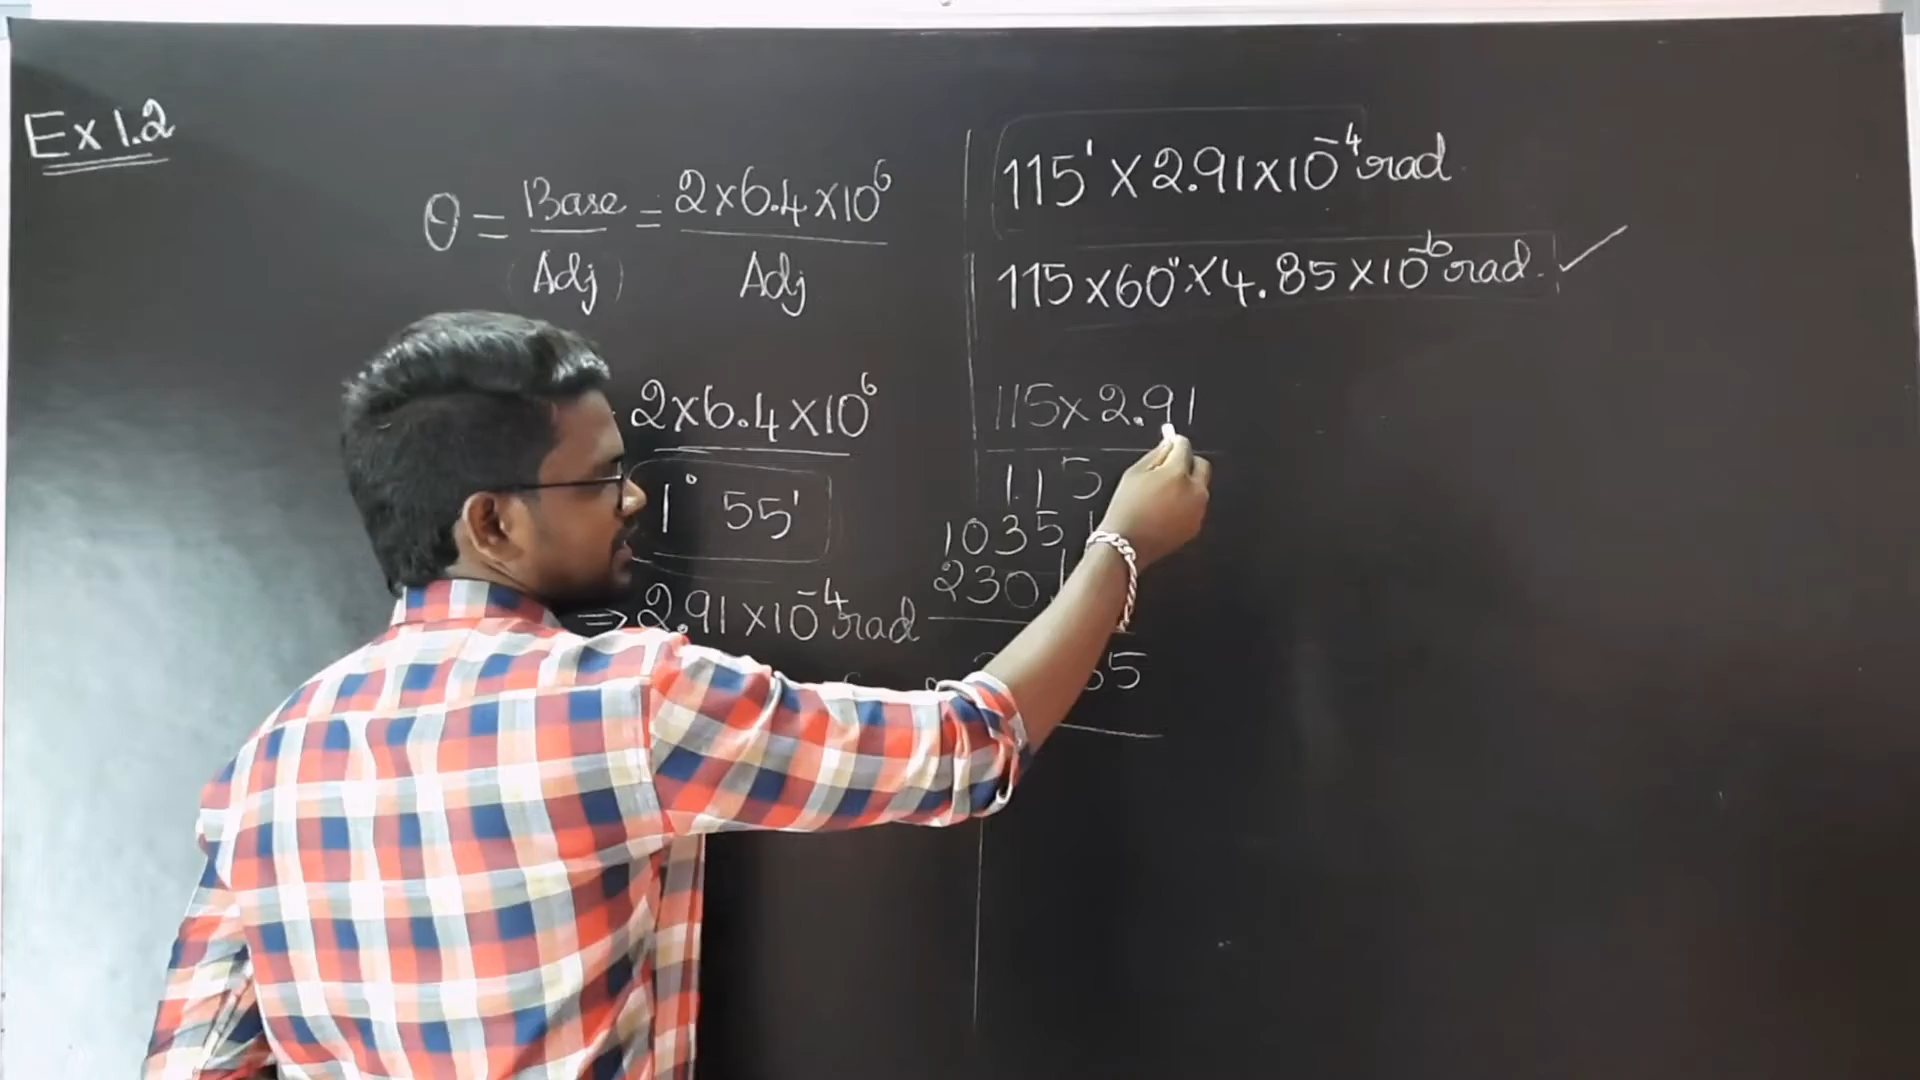 Ex 1.2
θ = Base/Adj = 2×6.4×10⁶/Adj
2×6.4×10⁶
1° 55'
⇒ 2.91×10⁻⁴ rad
115' × 2.91×10⁻⁴ rad
115×60"×4.85×10⁻⁶ rad. ✓
115×2.91
115
1035
230
35